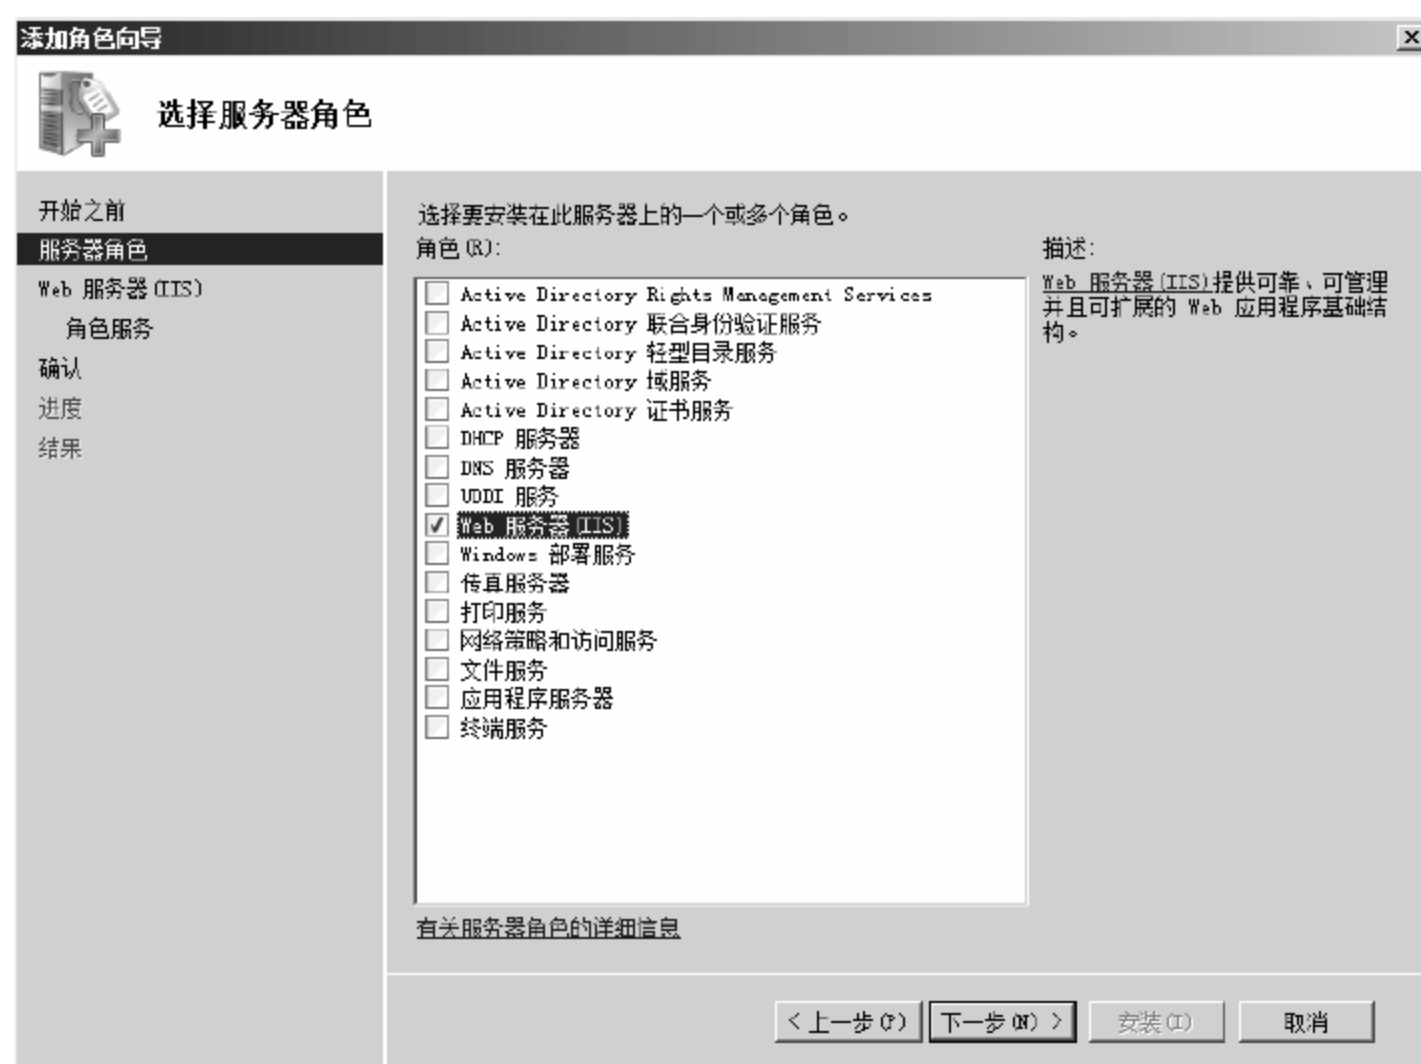 添加角色向导
选择服务器角色
开始之前
服务器角色
Web 服务器(IIS)
角色服务
确认
进度
结果
选择要安装在此服务器上的一个或多个角色。
角色(R):
Active Directory Rights Management Services
Active Directory 联合身份验证服务
Active Directory 轻型目录服务
Active Directory 域服务
Active Directory 证书服务
DHCP 服务器
DNS 服务器
UDDI 服务
Web 服务器(IIS)
Windows 部署服务
传真服务器
打印服务
网络策略和访问服务
文件服务
应用程序服务器
终端服务
有关服务器角色的详细信息
描述:
Web 服务器(IIS)提供可靠、可管理
并且可扩展的 Web 应用程序基础结
构。
< 上一步(P)
下一步(N) >
安装(I)
取消